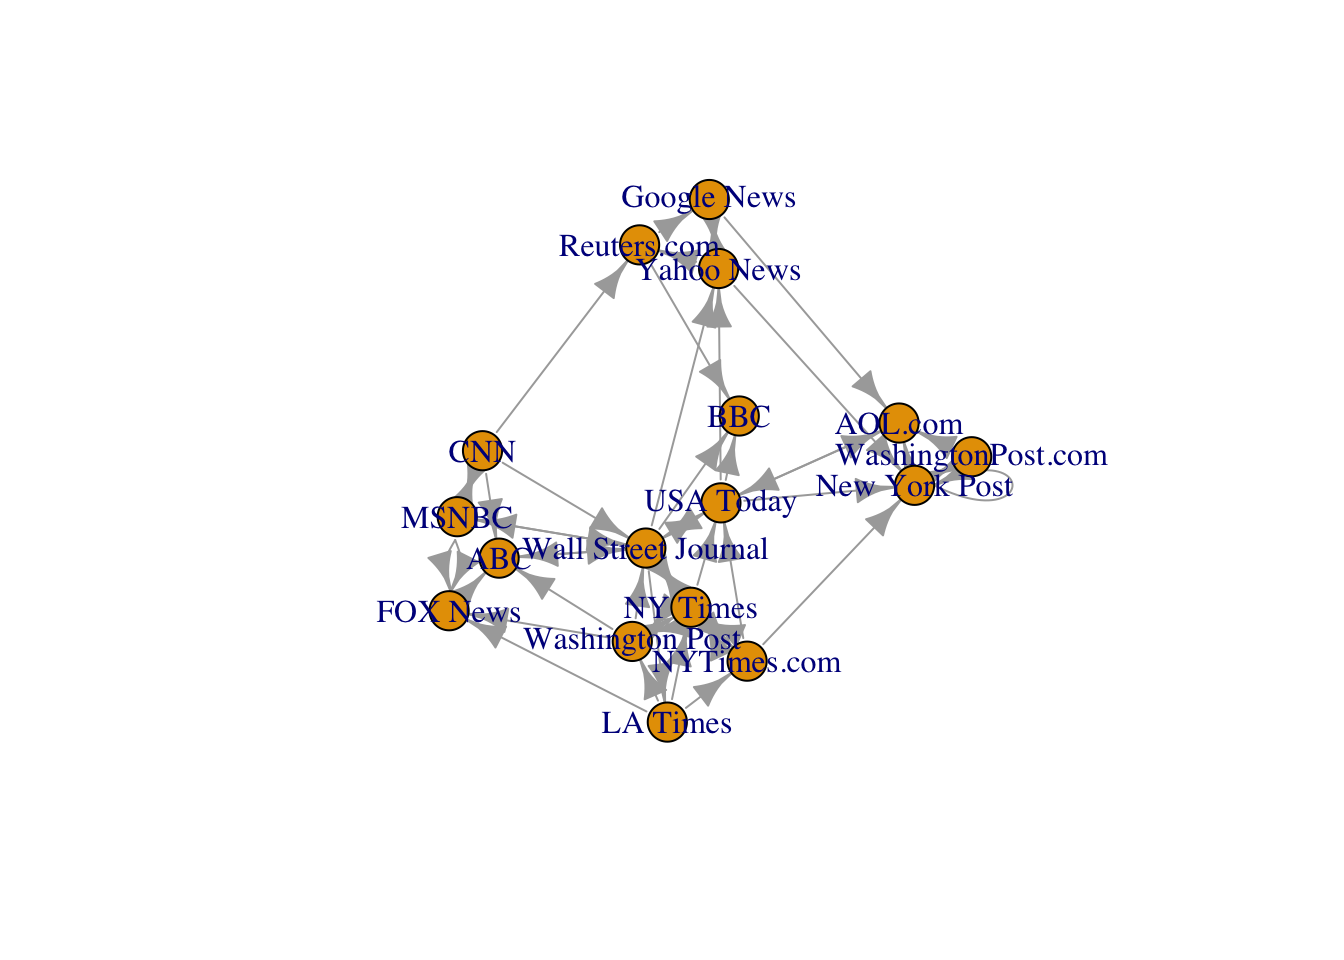 Google News
Reuters.com
Yahoo News
BBC
AOL.com
CNN
WashingtonPost.com
New York Post
USA Today
MSNBC
Wall Street Journal
ABC
NY Times
FOX News
Washington Post
NYTimes.com
LA Times